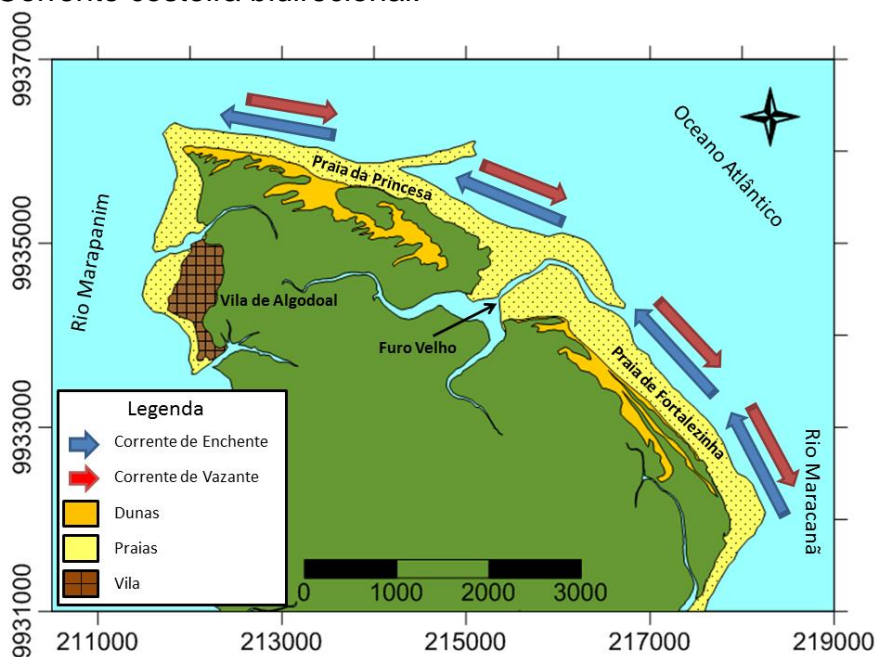 Corrente costeira bidirecional.
9937000
9935000
9933000
9931000
Oceano Atlântico
Praia da Princesa
Rio Marapanim
Vila de Algodoal
Furo Velho
Praia de Fortalezinha
Rio Maracanã
Legenda
Corrente de Enchente
Corrente de Vazante
Dunas
Praias
Vila
0 1000 2000 3000
211000 213000 215000 217000 219000